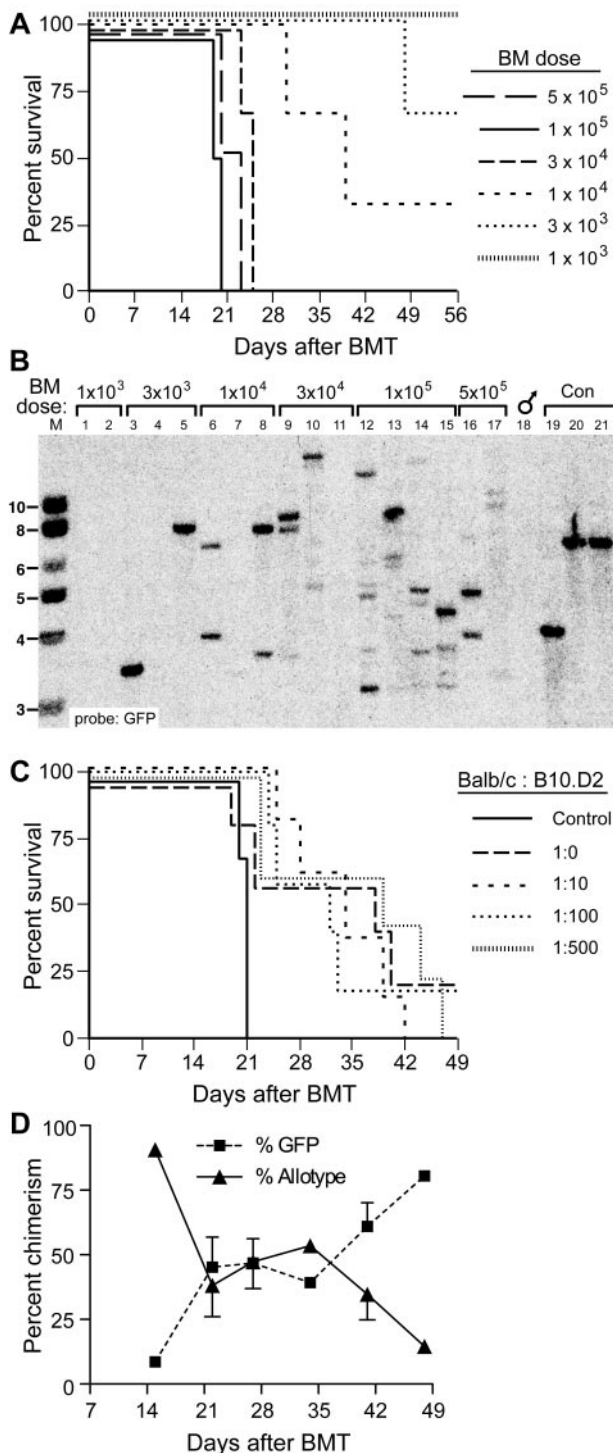 A
Percent survival
100
75
50
25
0
0 7 14 21 28 35 42 49 56
Days after BMT
BM dose
5 x 10⁵
1 x 10⁵
3 x 10⁴
1 x 10⁴
3 x 10³
1 x 10³
B
BM dose: 1x10³ 3x10³ 1x10⁴ 3x10⁴ 1x10⁵ 5x10⁵ ♂ Con
M 1 2 3 4 5 6 7 8 9 10 11 12 13 14 15 16 17 18 19 20 21
10
8
6
5
4
3
probe: GFP
C
Percent survival
100
75
50
25
0
0 7 14 21 28 35 42 49
Days after BMT
Balb/c : B10.D2
Control
1:0
1:10
1:100
1:500
D
Percent chimerism
100
75
50
25
0
7 14 21 28 35 42 49
Days after BMT
% GFP
% Allotype